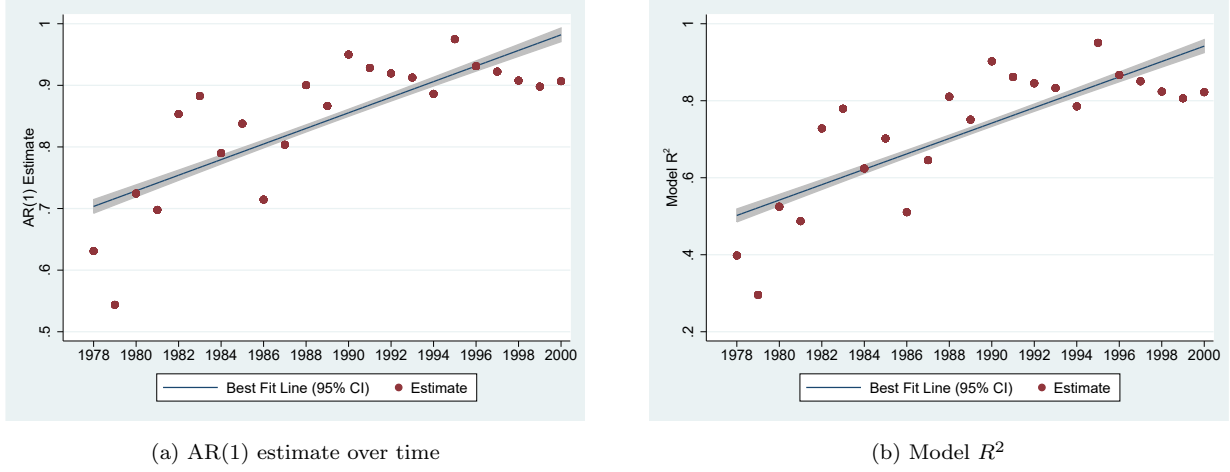 AR(1) Estimate
1
.9
.8
.7
.6
.5
1978 1980 1982 1984 1986 1988 1990 1992 1994 1996 1998 2000
Best Fit Line (95% CI) Estimate
(a) AR(1) estimate over time
Model R²
1
.8
.6
.4
.2
1978 1980 1982 1984 1986 1988 1990 1992 1994 1996 1998 2000
Best Fit Line (95% CI) Estimate
(b) Model R²